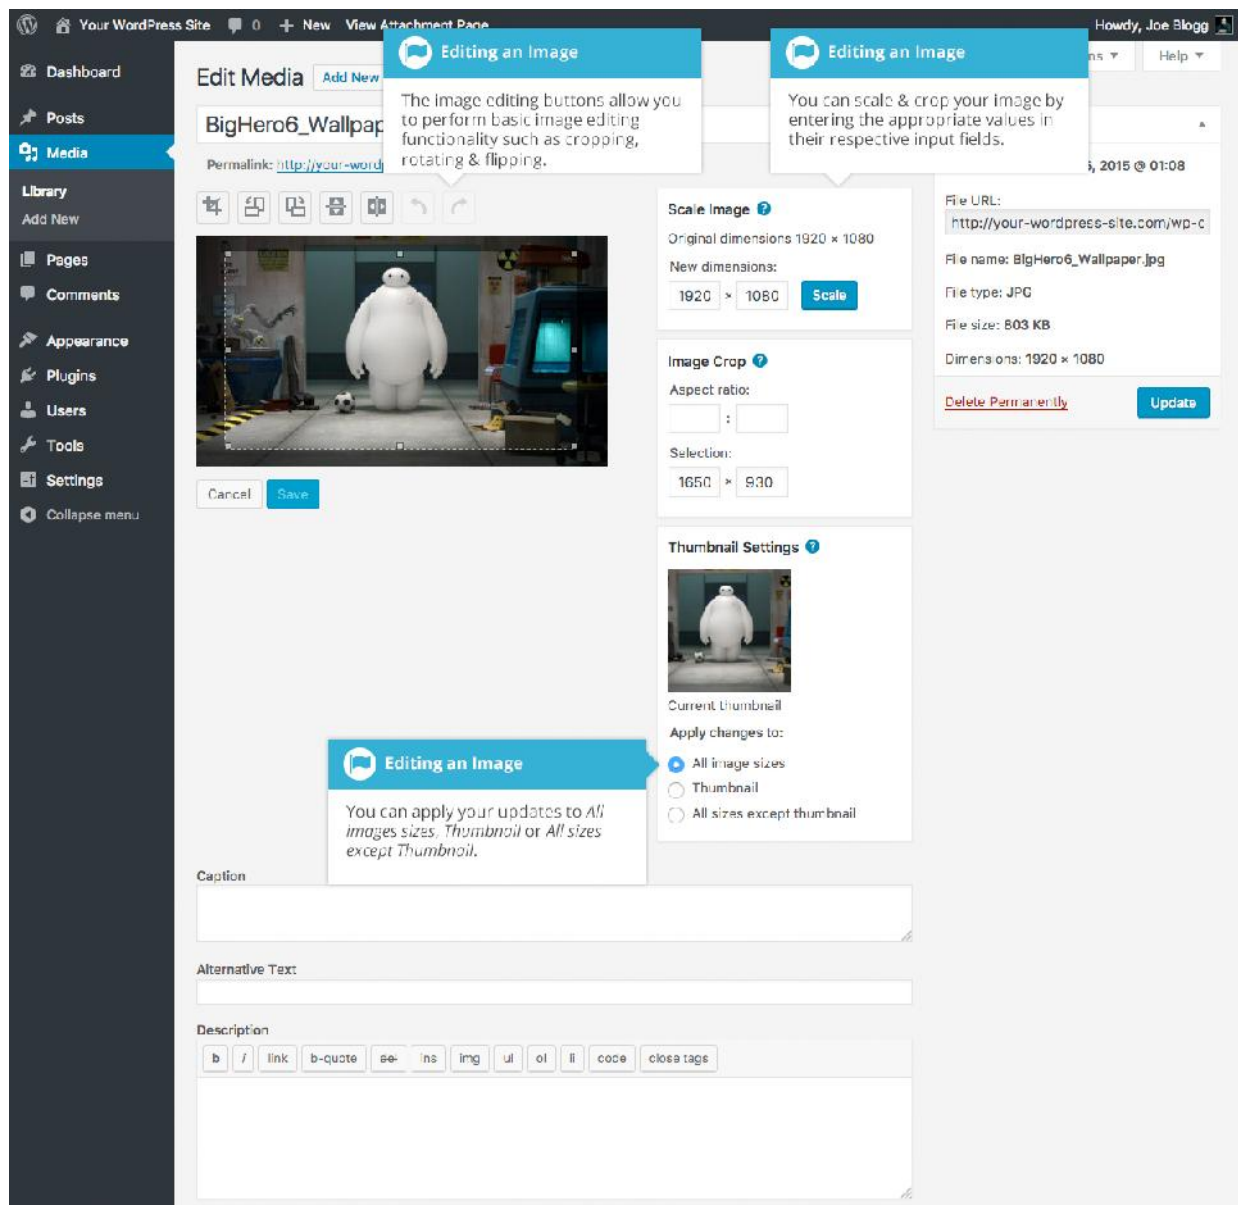 Your WordPress Site 0 + New View Attachment Page
Howdy, Joe Blogg
Help
Dashboard
Posts
Media
Library
Add New
Pages
Comments
Appearance
Plugins
Users
Tools
Settings
Collapse menu
Edit Media Add New
BigHero6_Wallpap
Permalink: http://your-wordp
Editing an Image
The image editing buttons allow you
to perform basic image editing
functionality such as cropping,
rotating & flipping.
Editing an Image
You can scale & crop your image by
entering the appropriate values in
their respective input fields.
Cancel Save
Scale Image ?
Original dimensions 1920 × 1080
New dimensions:
1920 × 1080 Scale
Image Crop ?
Aspect ratio:
:
Selection:
1650 × 930
Thumbnail Settings ?
Current thumbnail
Apply changes to:
All image sizes
Thumbnail
All sizes except thumbnail
Editing an Image
You can apply your updates to All
images sizes, Thumbnail or All sizes
except Thumbnail.
, 2015 @ 01:08
File URL:
http://your-wordpress-site.com/wp-c
File name: BigHero6_Wallpaper.jpg
File type: JPG
File size: 803 KB
Dimensions: 1920 × 1080
Delete Permanently Update
Caption
Alternative Text
Description
b i link b-quote del ins img ul ol li code close tags